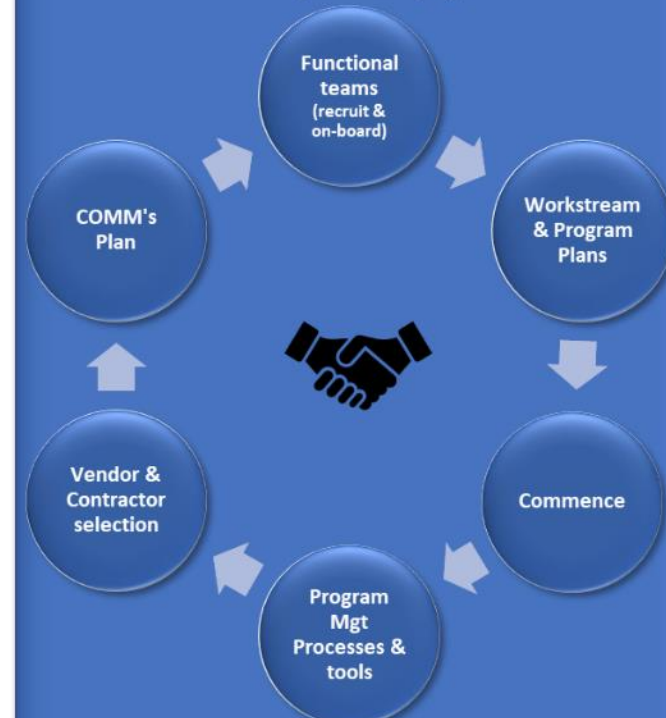 Functional
teams
(recruit &
on-board)
Workstream
& Program
Plans
Commence
Program
Mgt
Processes &
tools
Vendor &
Contractor
selection
COMM's
Plan